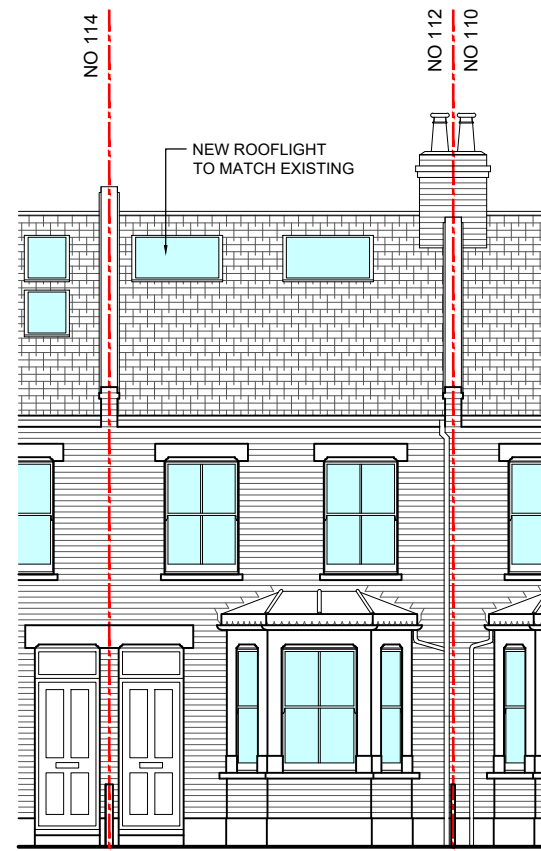 NO 114
NO 112
NO 110
NEW ROOFLIGHT
TO MATCH EXISTING